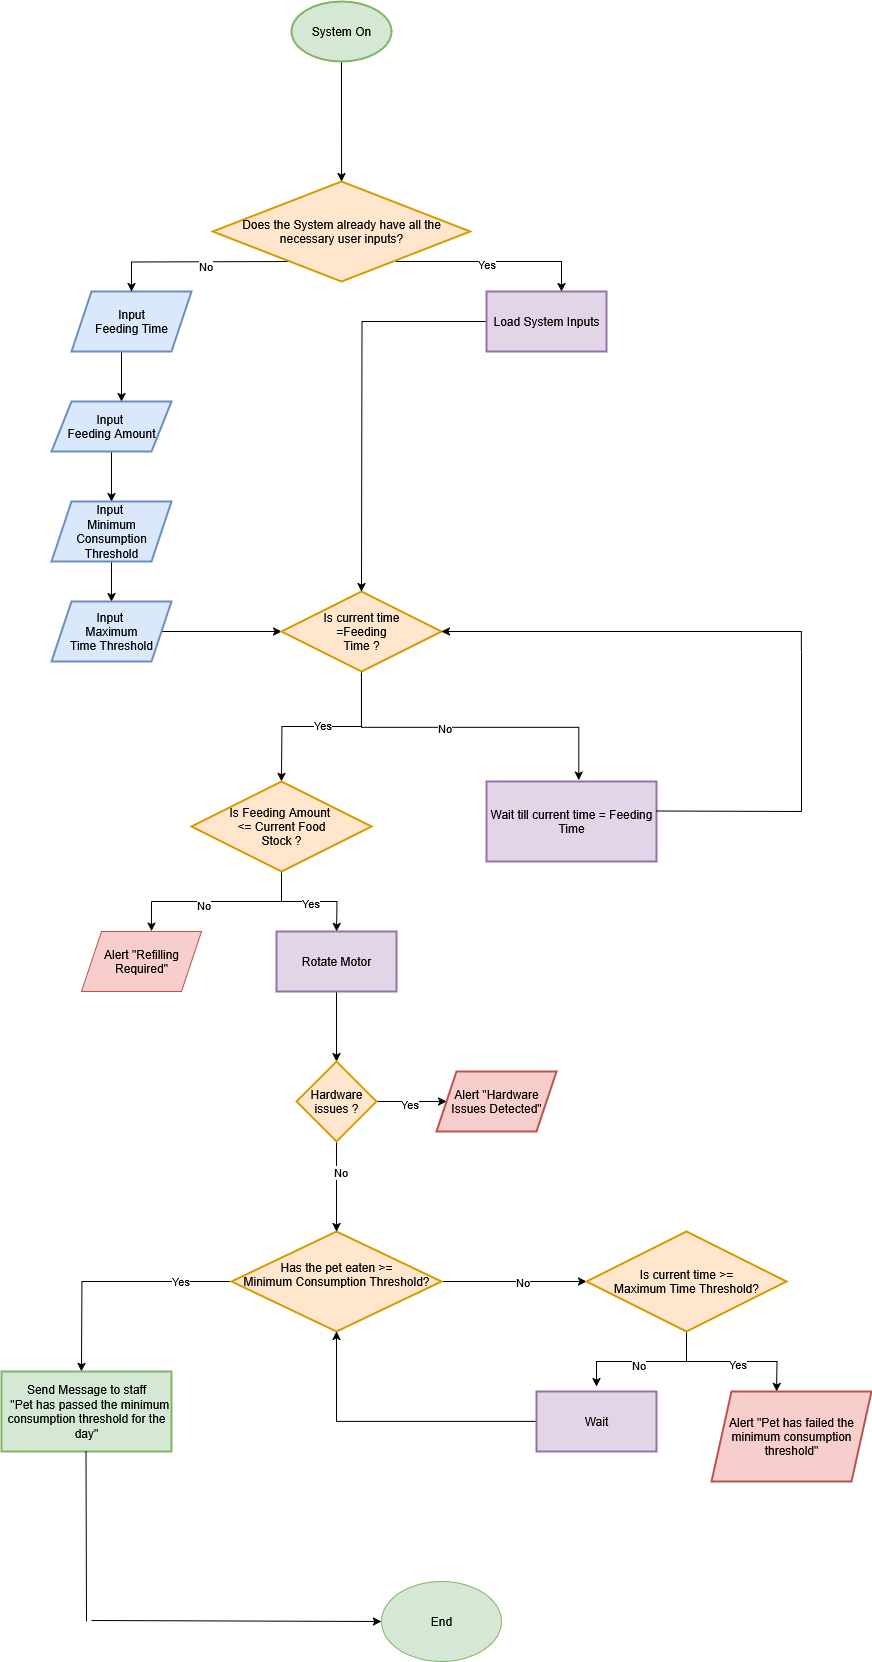 System On
Does the System already have all the
necessary user inputs?
No
Yes
Input
Feeding Time
Load System Inputs
Input
Feeding Amount
Input
Minimum
Consumption
Threshold
Input
Maximum
Time Threshold
Is current time
=Feeding
Time ?
Yes
No
Is Feeding Amount
<= Current Food
Stock ?
Wait till current time = Feeding
Time
No
Yes
Alert "Refilling
Required"
Rotate Motor
Hardware
issues ?
Yes
Alert "Hardware
Issues Detected"
No
Has the pet eaten >=
Minimum Consumption Threshold?
Yes
No
Is current time >=
Maximum Time Threshold?
No
Yes
Send Message to staff
"Pet has passed the minimum
consumption threshold for the
day"
Wait
Alert "Pet has failed the
minimum consumption
threshold"
End